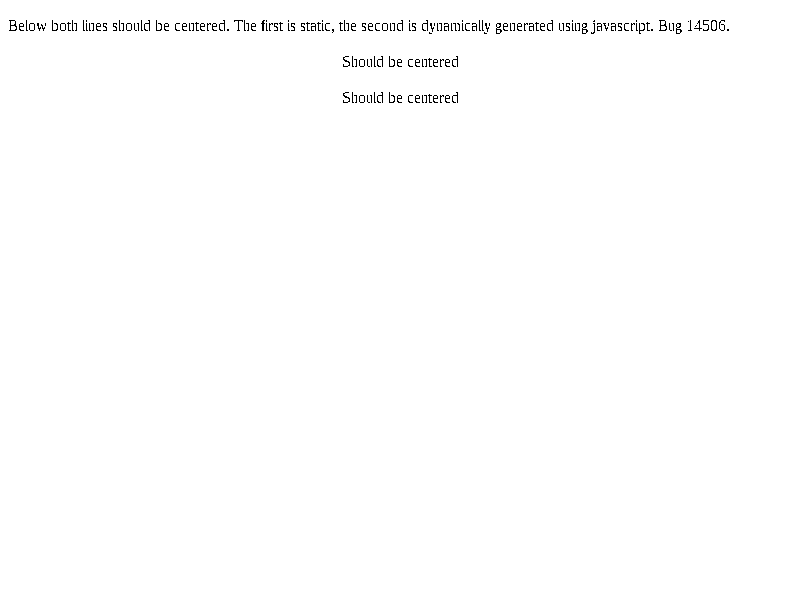 Below both lines should be centered. The first is static, the second is dynamically generated using javascript. Bug 14506.
Should be centered
Should be centered